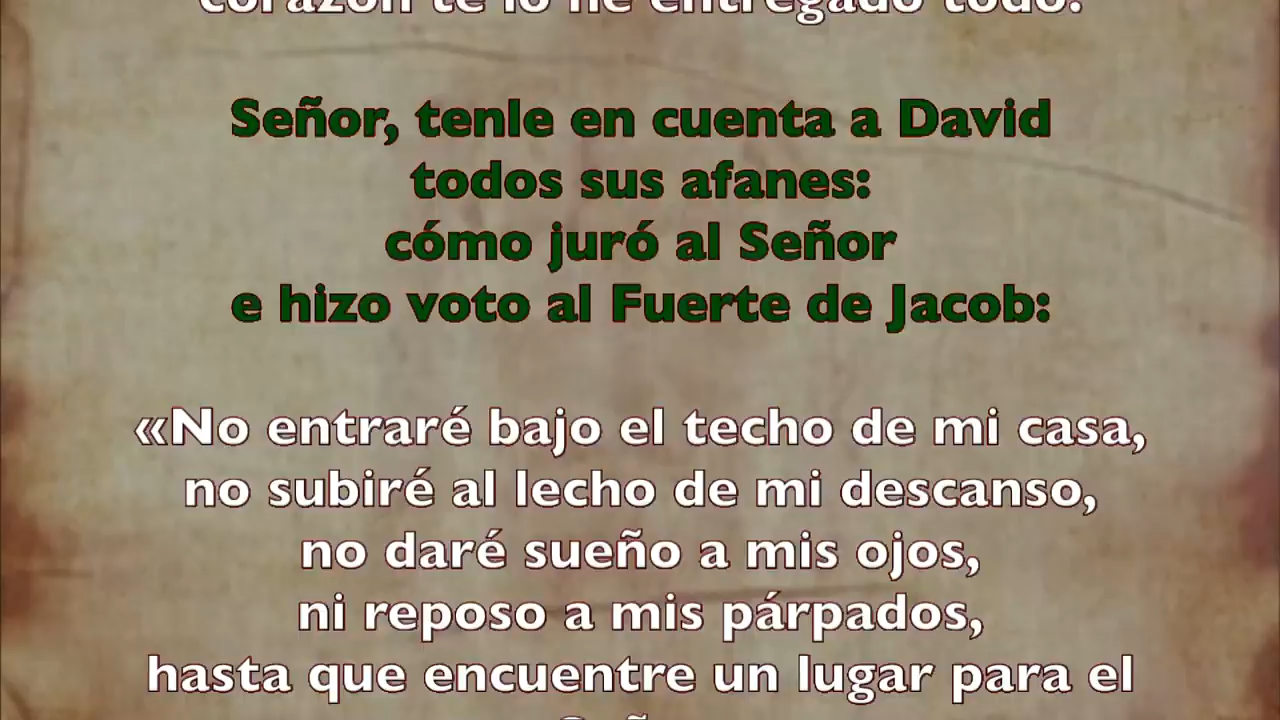 corazón te lo he entregado todo.
Señor, tenle en cuenta a David
todos sus afanes:
cómo juró al Señor
e hizo voto al Fuerte de Jacob:
«No entraré bajo el techo de mi casa,
no subiré al lecho de mi descanso,
no daré sueño a mis ojos,
ni reposo a mis párpados,
hasta que encuentre un lugar para el